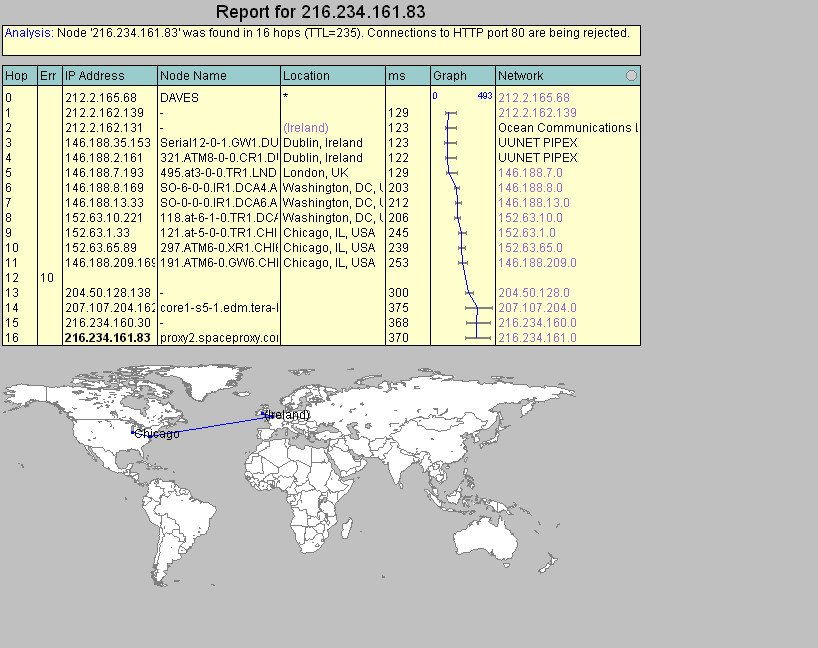 Report for 216.234.161.83
Analysis: Node '216.234.161.83' was found in 16 hops (TTL=235). Connections to HTTP port 80 are being rejected.
Hop Err IP Address Node Name Location ms Graph Network
0 212.2.165.68 DAVES * 0 493 212.2.165.68
1 212.2.162.139 - 129 212.2.162.139
2 212.2.162.131 - (Ireland) 123 Ocean Communications L
3 146.188.35.153 Serial12-0-1.GW1.DU Dublin, Ireland 123 UUNET PIPEX
4 146.188.2.161 321.ATM8-0-0.CR1.DU Dublin, Ireland 122 UUNET PIPEX
5 146.188.7.193 495.at3-0-0.TR1.LND London, UK 129 146.188.7.0
6 146.188.8.169 SO-6-0-0.IR1.DCA4.A Washington, DC, U 203 146.188.8.0
7 146.188.13.33 SO-0-0-0.IR1.DCA6.A Washington, DC, U 212 146.188.13.0
8 152.63.10.221 118.at-6-1-0.TR1.DCA Washington, DC, U 206 152.63.10.0
9 152.63.1.33 121.at-5-0-0.TR1.CHI Chicago, IL, USA 245 152.63.1.0
10 152.63.65.89 297.ATM6-0.XR1.CHI Chicago, IL, USA 239 152.63.65.0
11 146.188.209.169 191.ATM6-0.GW6.CHI Chicago, IL, USA 253 146.188.209.0
12 10
13 204.50.128.138 - 300 204.50.128.0
14 207.107.204.162 core1-s5-1.edm.tera-l 375 207.107.204.0
15 216.234.160.30 - 368 216.234.160.0
16 216.234.161.83 proxy2.spaceproxy.co 370 216.234.161.0
(Ireland)
Chicago